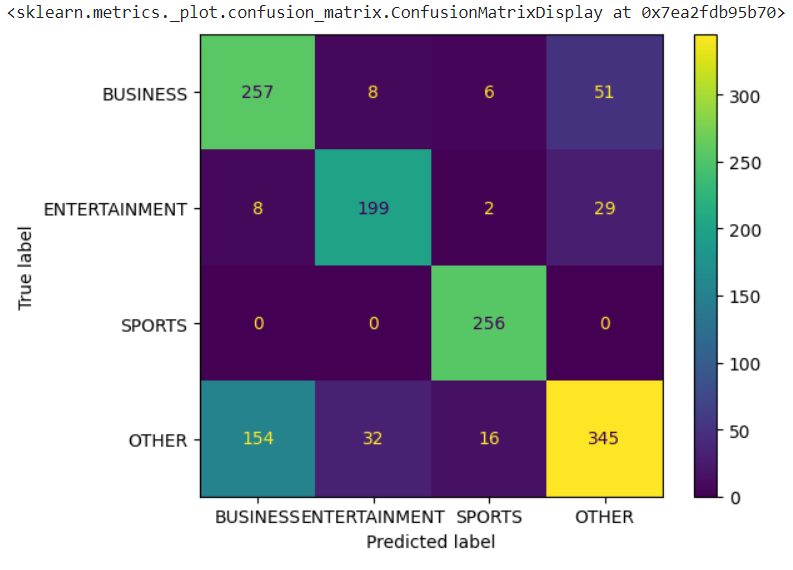 <sklearn.metrics._plot.confusion_matrix.ConfusionMatrixDisplay at 0x7ea2fdb95b70>
BUSINESS 257 8 6 51
ENTERTAINMENT 8 199 2 29
SPORTS 0 0 256 0
OTHER 154 32 16 345
BUSINESS ENTERTAINMENT SPORTS OTHER
Predicted label
True label
300
250
200
150
100
50
0